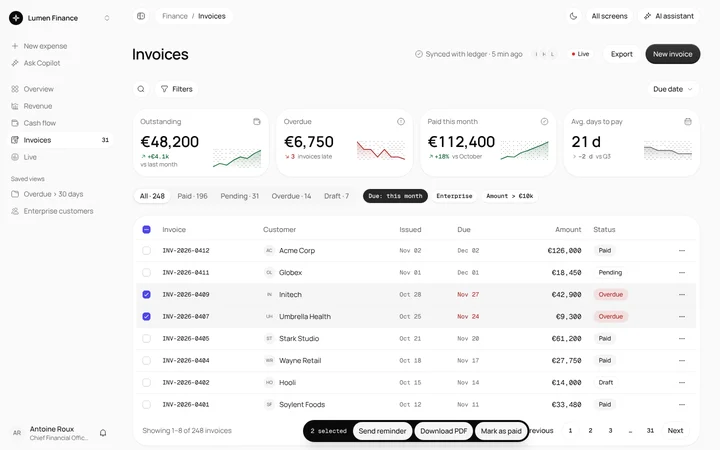 Lumen Finance
Finance / Invoices
All screens
AI assistant
New expense
Ask Copilot
Overview
Revenue
Cash flow
Invoices 31
Live
Saved views
Overdue > 30 days
Enterprise customers
AR
Antoine Roux
Chief Financial Offic…
Invoices
Synced with ledger · 5 min ago
Live
Export
New invoice
Filters
Due date
Outstanding
€48,200
+€4.1k
vs last month
Overdue
€6,750
3 invoices late
Paid this month
€112,400
+18% vs October
Avg. days to pay
21 d
−2 d vs Q3
All · 248
Paid · 196
Pending · 31
Overdue · 14
Draft · 7
Due: this month
Enterprise
Amount > €10k
Invoice Customer Issued Due Amount Status
INV-2026-0412 AC Acme Corp Nov 02 Dec 02 €126,000 Paid
INV-2026-0411 GL Globex Nov 01 Dec 01 €18,450 Pending
INV-2026-0409 IN Initech Oct 28 Nov 27 €42,900 Overdue
INV-2026-0407 UH Umbrella Health Oct 25 Nov 24 €9,300 Overdue
INV-2026-0405 ST Stark Studio Oct 21 Nov 20 €61,200 Paid
INV-2026-0404 WR Wayne Retail Oct 18 Nov 17 €27,750 Paid
INV-2026-0402 HO Hooli Oct 15 Nov 14 €14,000 Draft
INV-2026-0401 SF Soylent Foods Oct 12 Nov 11 €33,480 Paid
Showing 1–8 of 248 invoices
2 selected
Send reminder
Download PDF
Mark as paid
revious 1 2 3 … 31 Next